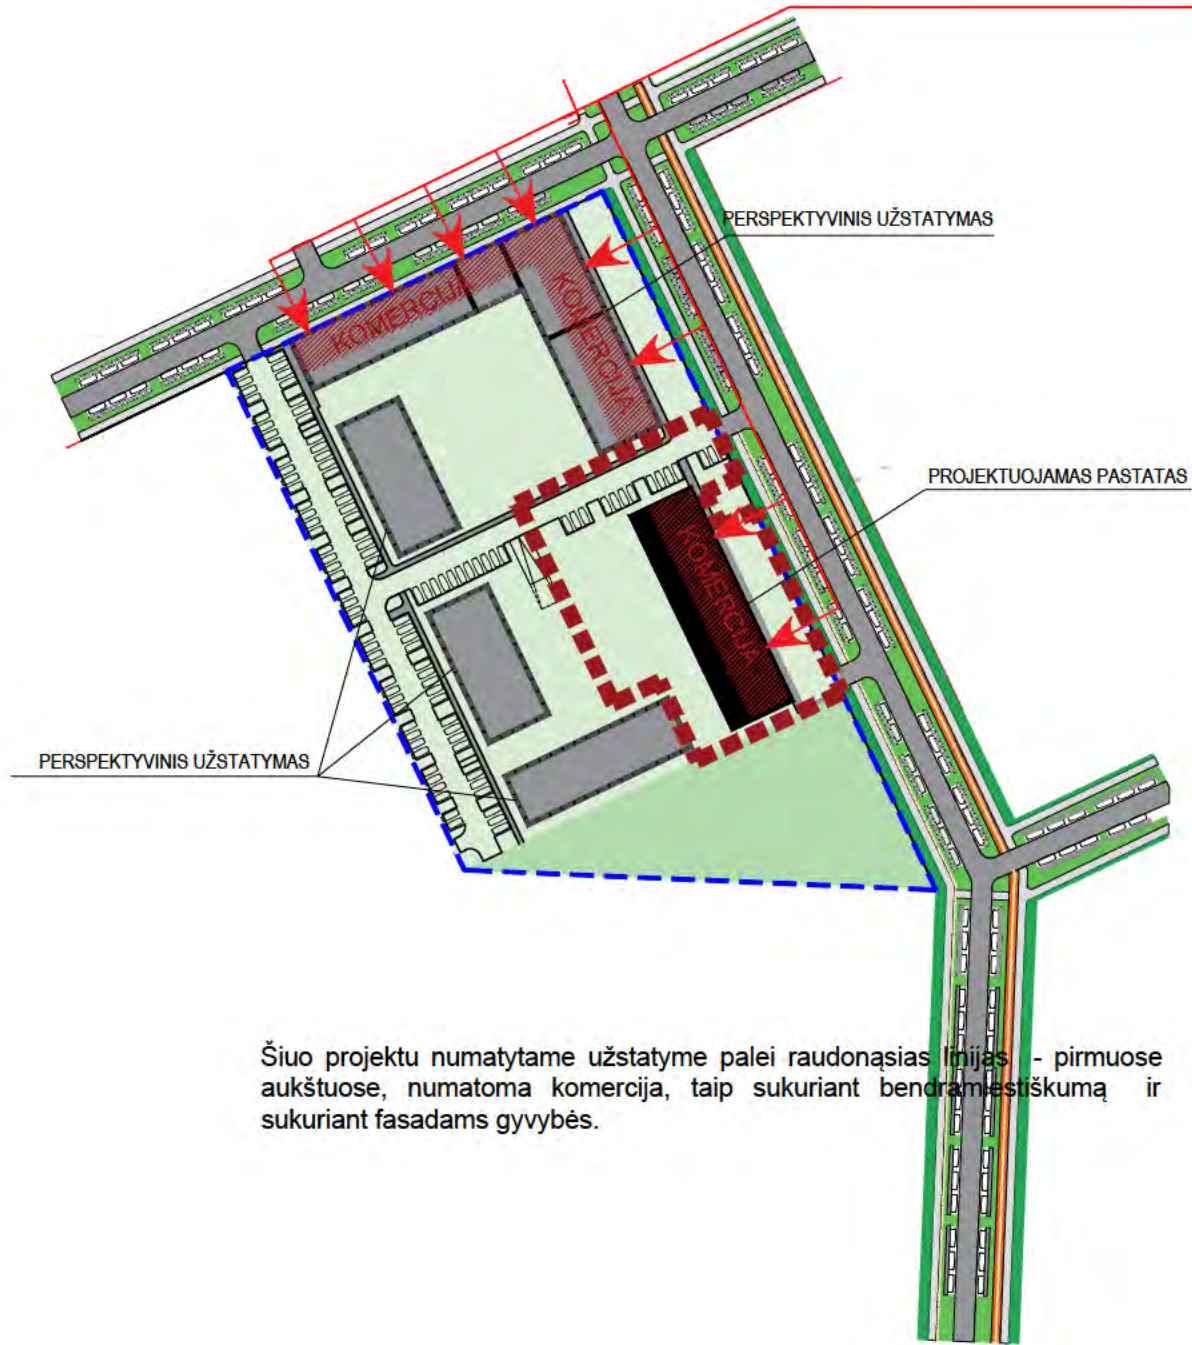 PERSPEKTYVINIS UŽSTATYMAS
KOMERCIJA
KOMERCIJA
PROJEKTUOJAMAS PASTATAS
KOMERCIJA
PERSPEKTYVINIS UŽSTATYMAS
Šiuo projektu numatytame užstatyme palei raudonąsias linijas - pirmuose
aukštuose, numatoma komercija, taip sukuriant bendramiestiškumą ir
sukuriant fasadams gyvybės.